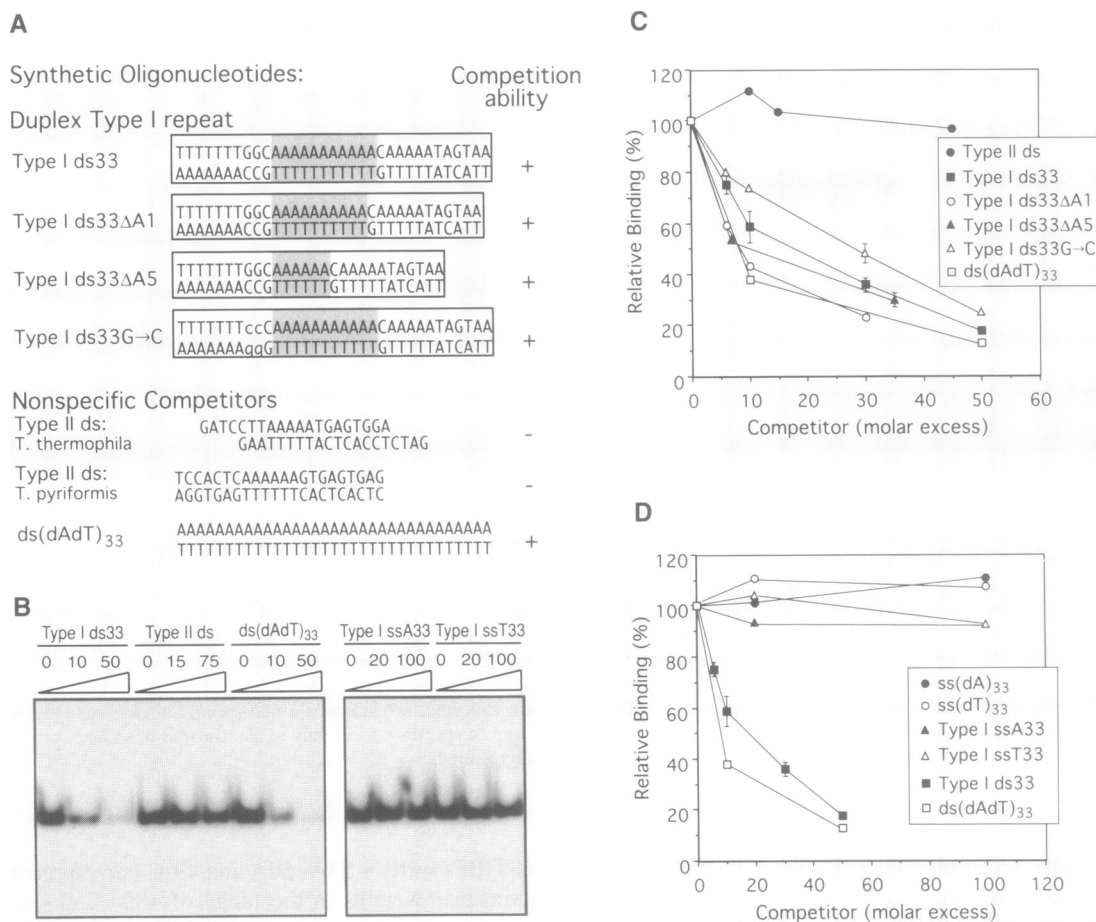 A
Synthetic Oligonucleotides:
Competition ability
Duplex Type I repeat
Type I ds33
TTTTTTTGGCAAAAAAAAAAACAAAAATAGTAA
AAAAAAACCGTTTTTTTTTTTGTTTTTATCATT
+
Type I ds33ΔA1
TTTTTTTGGCAAAAAAAAAACAAAAATAGTAA
AAAAAAACCGTTTTTTTTTTGTTTTTATCATT
+
Type I ds33ΔA5
TTTTTTTGGCAAAAAACAAAAATAGTAA
AAAAAAACCGTTTTTTGTTTTTATCATT
+
Type I ds33G→C
TTTTTTTccCAAAAAAAAAAACAAAAATAGTAA
AAAAAAAggGTTTTTTTTTTTGTTTTTATCATT
+
Nonspecific Competitors
Type II ds:
T. thermophila
GATCCTTAAAAATGAGTGGA
GAATTTTTACTCACCTCTAG
-
Type II ds:
T. pyriformis
TCCACTCAAAAAAGTGAGTGAG
AGGTGAGTTTTTTCACTCACTC
-
ds(dAdT)33
AAAAAAAAAAAAAAAAAAAAAAAAAAAAAAAAA
TTTTTTTTTTTTTTTTTTTTTTTTTTTTTTTTT
+
B
Type I ds33 Type II ds ds(dAdT)33 Type I ssA33 Type I ssT33
0 10 50 0 15 75 0 10 50 0 20 100 0 20 100
C
Relative Binding (%)
120
100
80
60
40
20
0
0 10 20 30 40 50 60
Competitor (molar excess)
Type II ds
Type I ds33
Type I ds33ΔA1
Type I ds33ΔA5
Type I ds33G→C
ds(dAdT)33
D
Relative Binding (%)
120
100
80
60
40
20
0
0 20 40 60 80 100 120
Competitor (molar excess)
ss(dA)33
ss(dT)33
Type I ssA33
Type I ssT33
Type I ds33
ds(dAdT)33